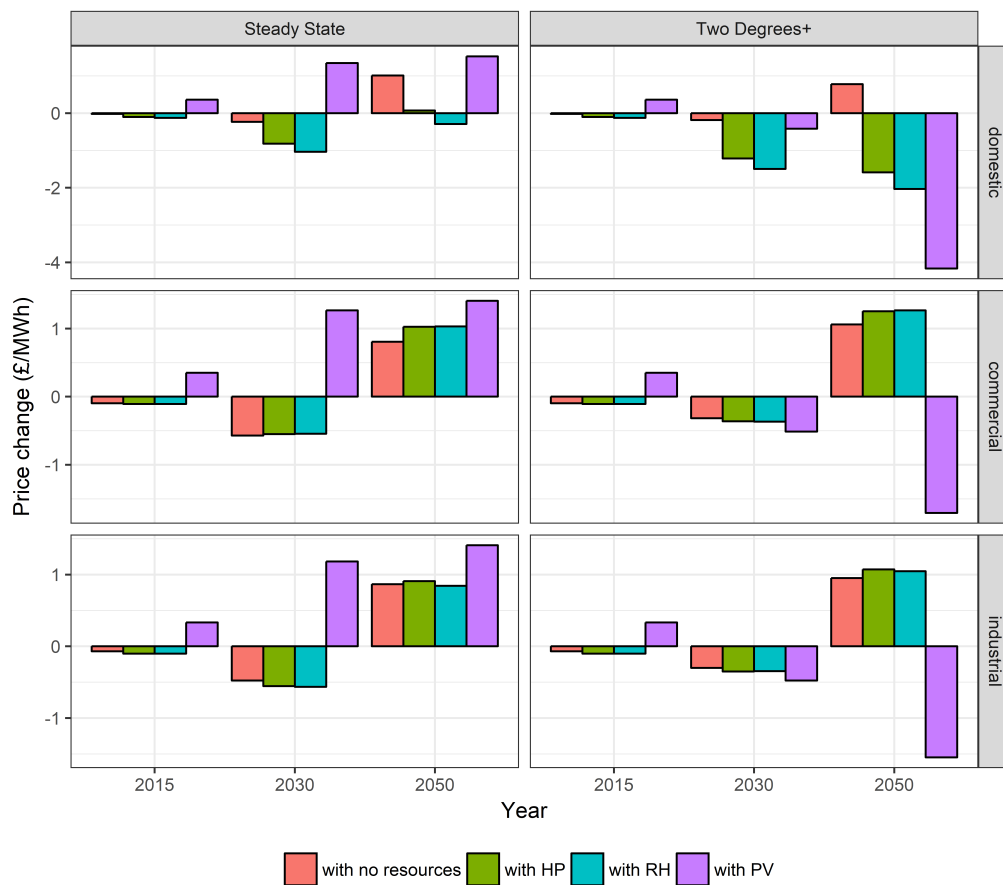 Steady State
Two Degrees+
0
-2
-4
domestic
1
0
-1
commercial
1
0
-1
industrial
Price change (£/MWh)
2015
2030
2050
2015
2030
2050
Year
with no resources
with HP
with RH
with PV